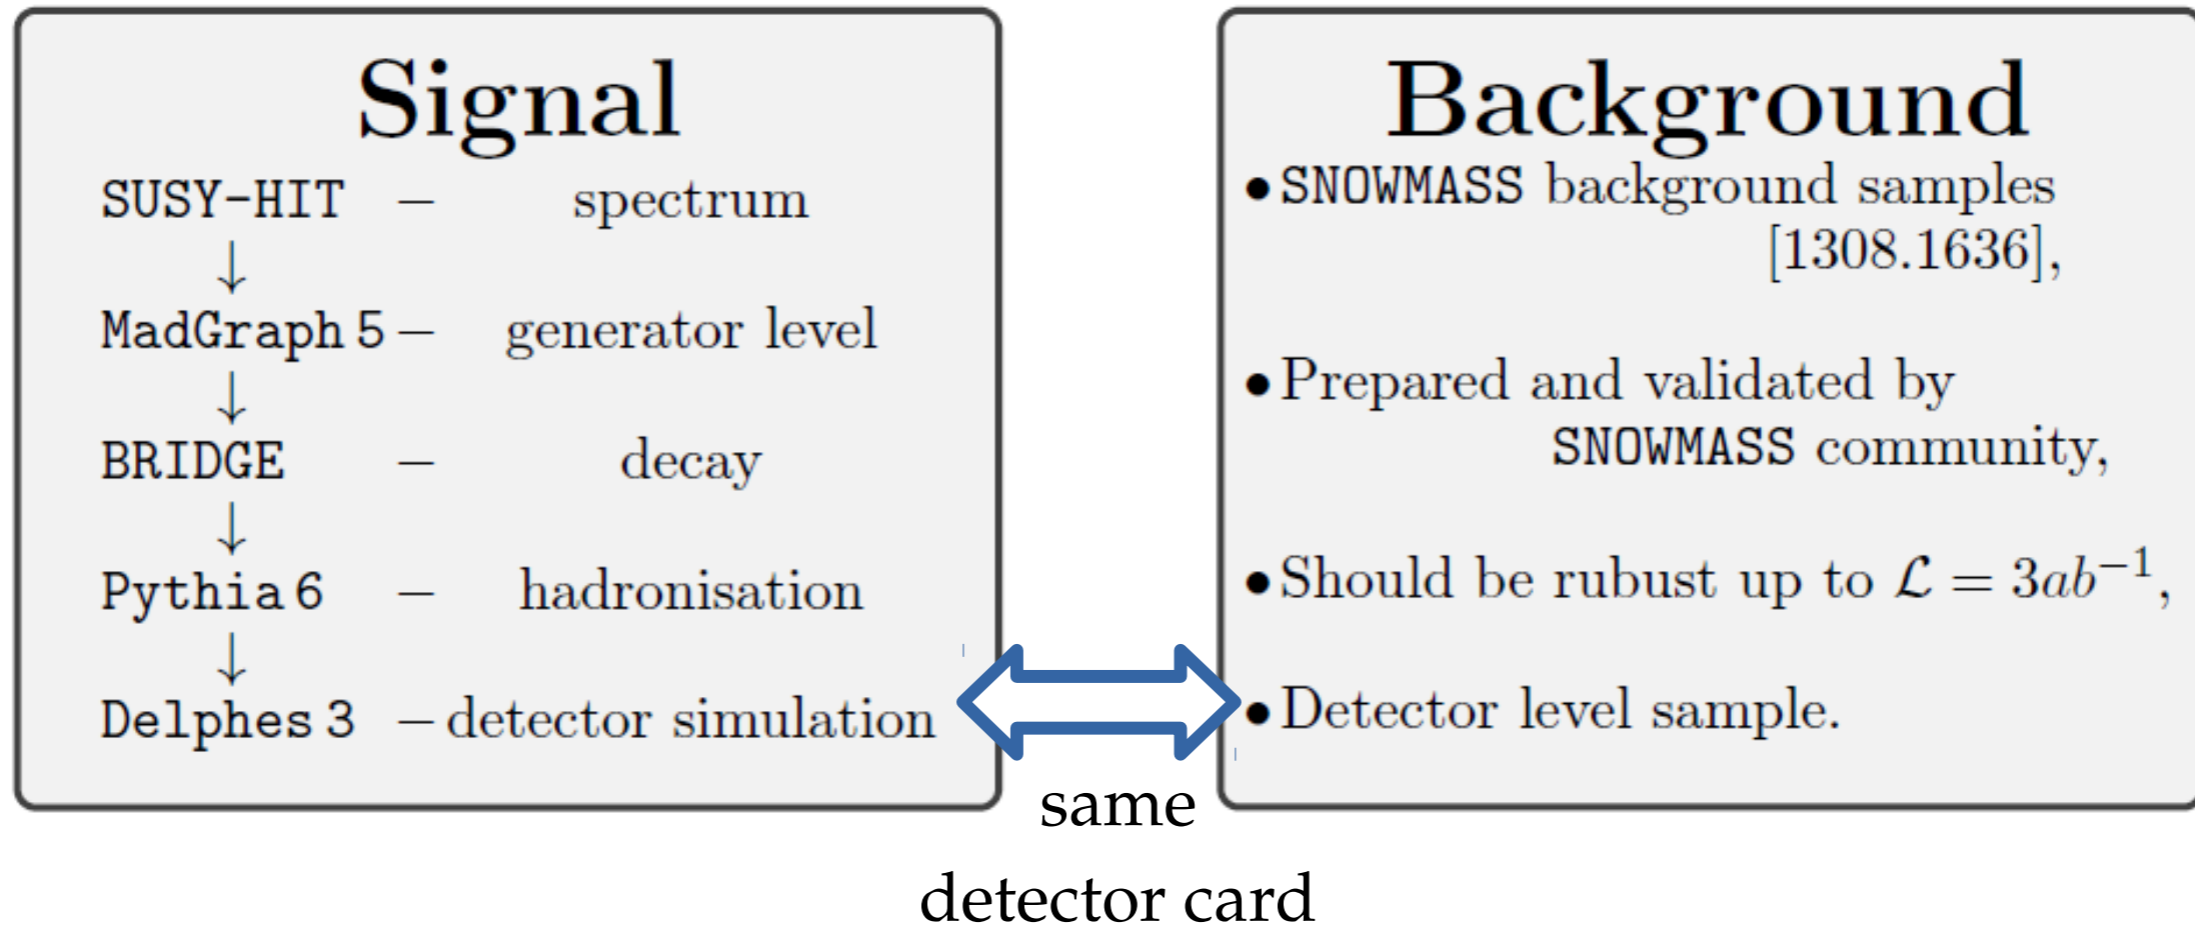 Signal
SUSY-HIT – spectrum
↓
MadGraph 5 – generator level
↓
BRIDGE – decay
↓
Pythia 6 – hadronisation
↓
Delphes 3 – detector simulation
Background
• SNOWMASS background samples
[1308.1636],
• Prepared and validated by
SNOWMASS community,
• Should be rubust up to ℒ = 3ab⁻¹,
• Detector level sample.
same
detector card